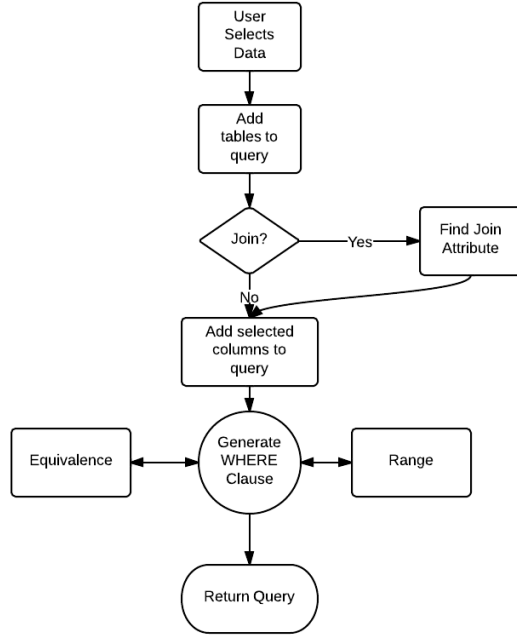 User
Selects
Data
Add
tables to
query
Join?
Yes
Find Join
Attribute
No
Add selected
columns to
query
Equivalence
Generate
WHERE
Clause
Range
Return Query